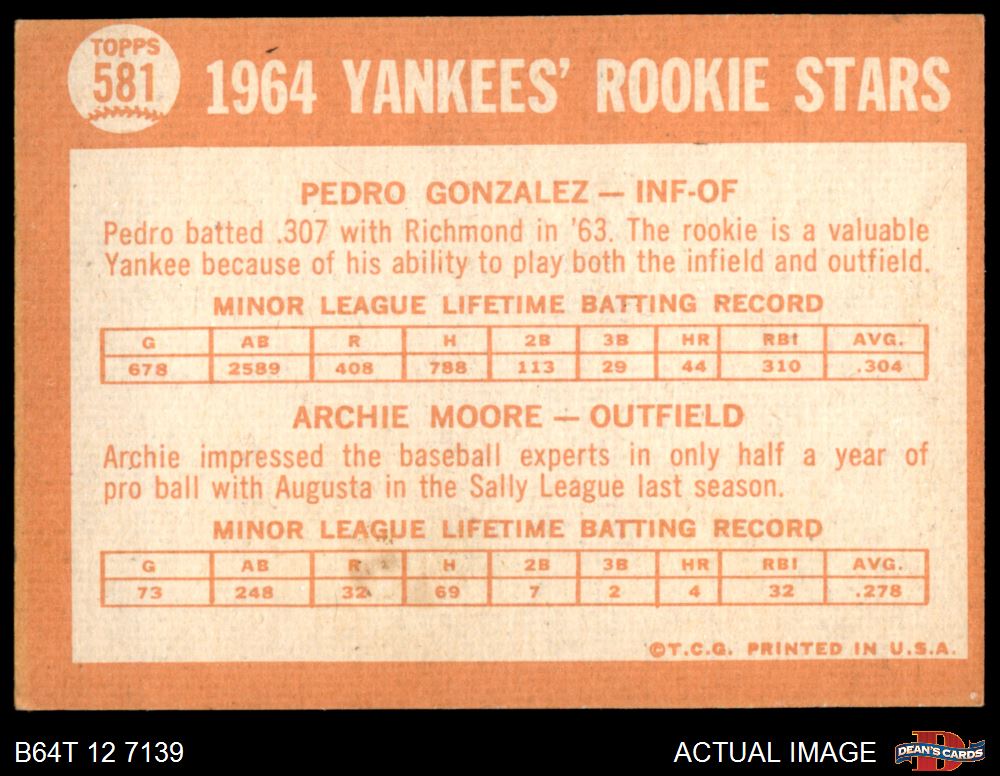 TOPPS
581
1964 YANKEES' ROOKIE STARS
PEDRO GONZALEZ — INF-OF
Pedro batted .307 with Richmond in '63. The rookie is a valuable
Yankee because of his ability to play both the infield and outfield.
MINOR LEAGUE LIFETIME BATTING RECORD
G AB R H 2B 3B HR RBI AVG.
678 2589 408 788 113 29 44 310 .304
ARCHIE MOORE — OUTFIELD
Archie impressed the baseball experts in only half a year of
pro ball with Augusta in the Sally League last season.
MINOR LEAGUE LIFETIME BATTING RECORD
G AB R H 2B 3B HR RBI AVG.
73 248 32 69 7 2 4 32 .278
©T.C.G. PRINTED IN U.S.A.
B64T 12 7139
ACTUAL IMAGE
D
DEAN'S CARDS